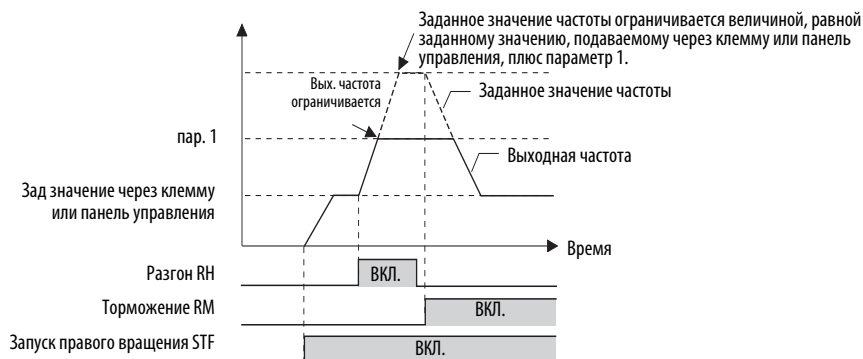 Заданное значение частоты ограничивается величиной, равной
заданному значению, подаваемому через клемму или панель
управления, плюс параметр 1.
Вых. частота
ограничивается
Заданное значение частоты
пар. 1
Выходная частота
Зад значение через клемму
или панель управления
Время
Разгон RH
ВКЛ.
Торможение RM
ВКЛ.
Запуск правого вращения STF
ВКЛ.